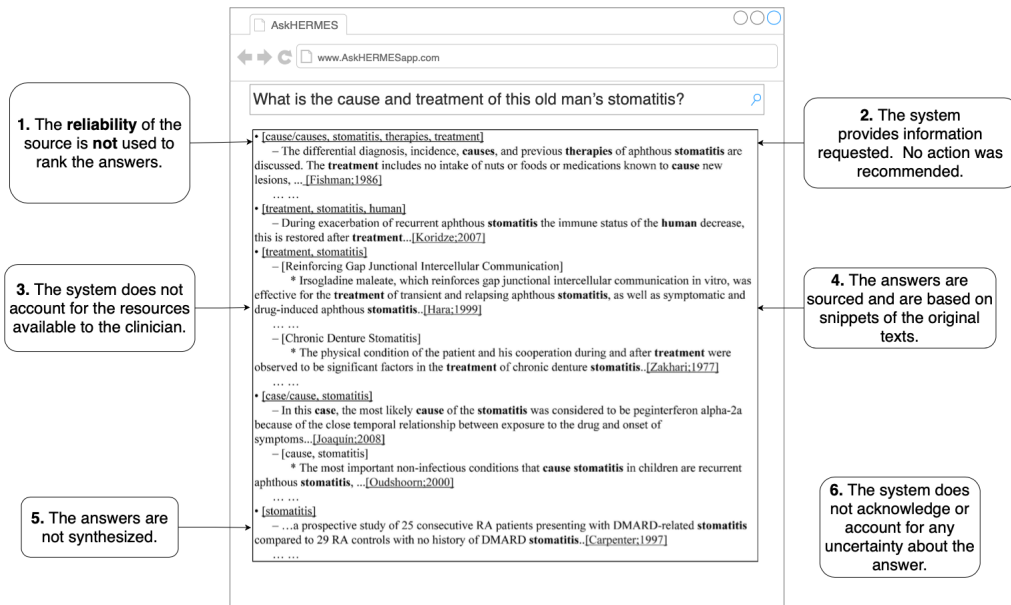 AskHERMES
www.AskHERMESapp.com
What is the cause and treatment of this old man's stomatitis?
1. The reliability of the
source is not used to
rank the answers.
2. The system
provides information
requested. No action was
recommended.
• [cause/causes, stomatitis, therapies, treatment]
– The differential diagnosis, incidence, causes, and previous therapies of aphthous stomatitis are
discussed. The treatment includes no intake of nuts or foods or medications known to cause new
lesions, ... [Fishman;1986]
... ...
• [treatment, stomatitis, human]
– During exacerbation of recurrent aphthous stomatitis the immune status of the human decrease,
this is restored after treatment...[Koridze;2007]
• [treatment, stomatitis]
– [Reinforcing Gap Junctional Intercellular Communication]
* Irsogladine maleate, which reinforces gap junctional intercellular communication in vitro, was
effective for the treatment of transient and relapsing aphthous stomatitis, as well as symptomatic and
drug-induced aphthous stomatitis..[Hara;1999]
... ...
– [Chronic Denture Stomatitis]
* The physical condition of the patient and his cooperation during and after treatment were
observed to be significant factors in the treatment of chronic denture stomatitis..[Zakhari;1977]
... ...
• [case/cause, stomatitis]
– In this case, the most likely cause of the stomatitis was considered to be peginterferon alpha-2a
because of the close temporal relationship between exposure to the drug and onset of
symptoms...[Joaquín;2008]
– [cause, stomatitis]
* The most important non-infectious conditions that cause stomatitis in children are recurrent
aphthous stomatitis, ...[Oudshoorn;2000]
... ...
• [stomatitis]
– ...a prospective study of 25 consecutive RA patients presenting with DMARD-related stomatitis
compared to 29 RA controls with no history of DMARD stomatitis..[Carpenter;1997]
... ...
3. The system does not
account for the resources
available to the clinician.
4. The answers are
sourced and are based on
snippets of the original
texts.
5. The answers are
not synthesized.
6. The system does
not acknowledge or
account for any
uncertainty about the
answer.